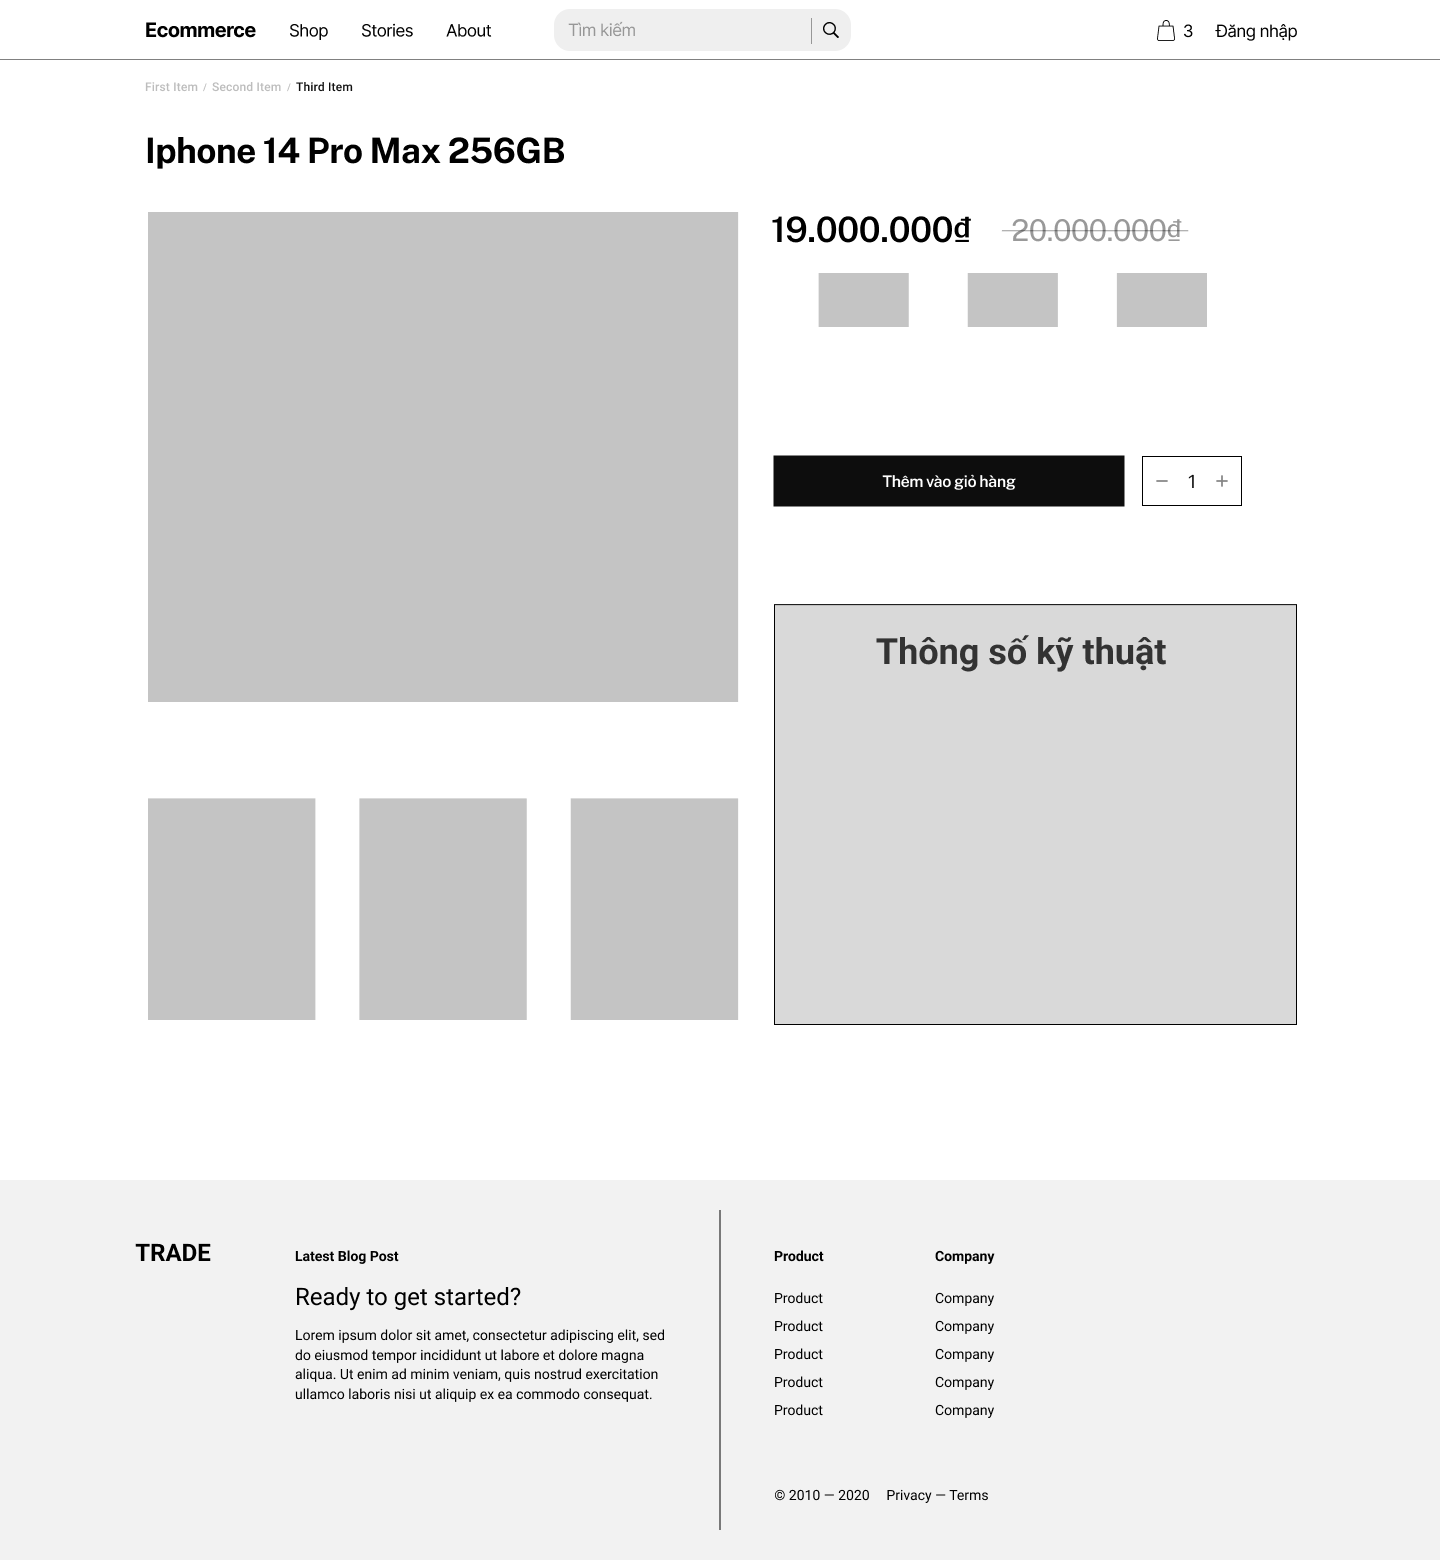 Ecommerce Shop Stories About Tìm kiếm 3 Đăng nhập
First Item / Second Item / Third Item
Iphone 14 Pro Max 256GB
19.000.000₫ 20.000.000₫
Thêm vào giỏ hàng − 1 +
Thông số kỹ thuật
TRADE
Latest Blog Post
Ready to get started?
Lorem ipsum dolor sit amet, consectetur adipiscing elit, sed
do eiusmod tempor incididunt ut labore et dolore magna
aliqua. Ut enim ad minim veniam, quis nostrud exercitation
ullamco laboris nisi ut aliquip ex ea commodo consequat.
Product
Product
Product
Product
Product
Product
Company
Company
Company
Company
Company
Company
© 2010 — 2020 Privacy — Terms